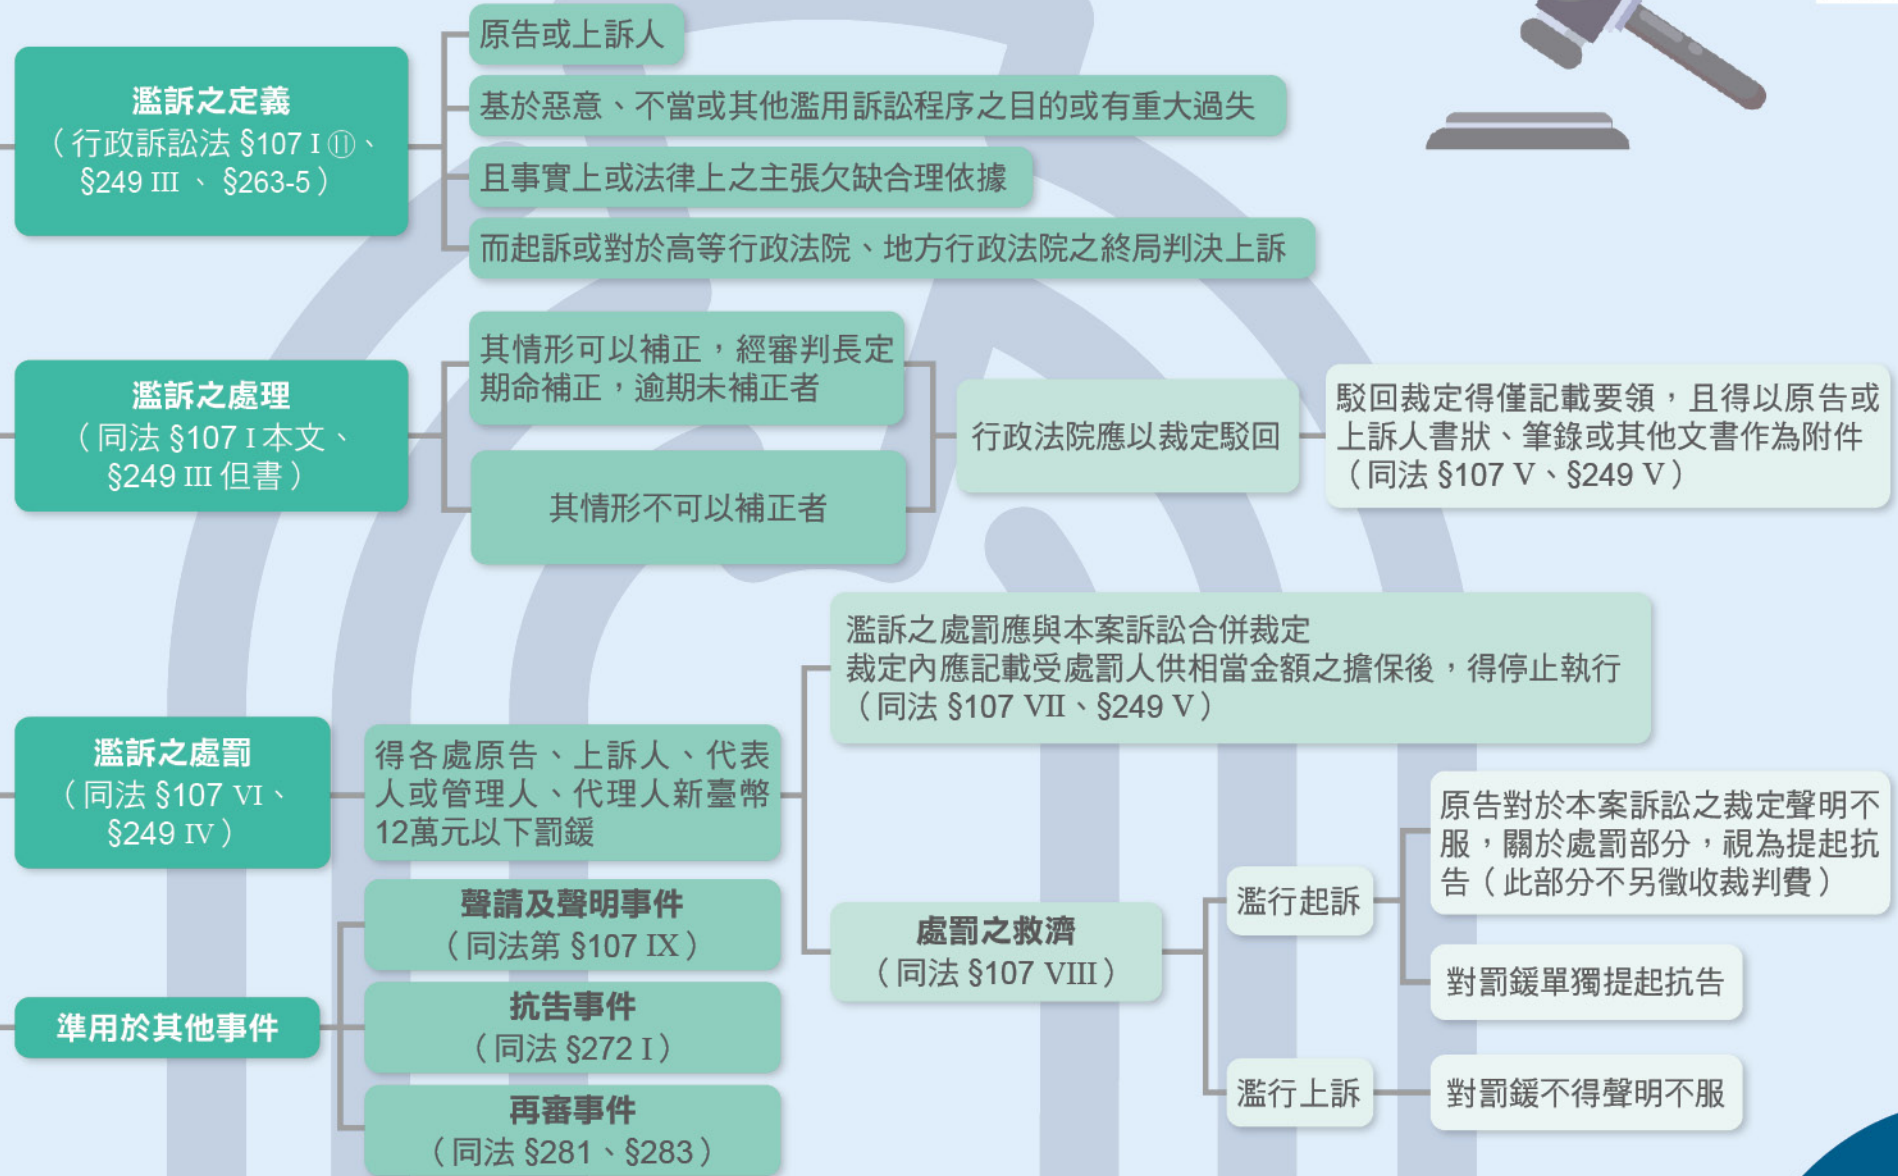 濫訴之定義
（行政訴訟法 §107 I ⑪、
§249 III 、 §263-5）
原告或上訴人
基於惡意、不當或其他濫用訴訟程序之目的或有重大過失
且事實上或法律上之主張欠缺合理依據
而起訴或對於高等行政法院、地方行政法院之終局判決上訴
濫訴之處理
（同法 §107 I 本文、
§249 III 但書）
其情形可以補正，經審判長定
期命補正，逾期未補正者
其情形不可以補正者
行政法院應以裁定駁回
駁回裁定得僅記載要領，且得以原告或
上訴人書狀、筆錄或其他文書作為附件
（同法 §107 V、§249 V）
濫訴之處罰
（同法 §107 VI、
§249 IV）
得各處原告、上訴人、代表
人或管理人、代理人新臺幣
12萬元以下罰鍰
濫訴之處罰應與本案訴訟合併裁定
裁定內應記載受處罰人供相當金額之擔保後，得停止執行
（同法 §107 VII、§249 V）
處罰之救濟
（同法 §107 VIII）
濫行起訴
原告對於本案訴訟之裁定聲明不
服，關於處罰部分，視為提起抗
告（此部分不另徵收裁判費）
對罰鍰單獨提起抗告
濫行上訴
對罰鍰不得聲明不服
準用於其他事件
聲請及聲明事件
（同法第 §107 IX）
抗告事件
（同法 §272 I）
再審事件
（同法 §281、§283）